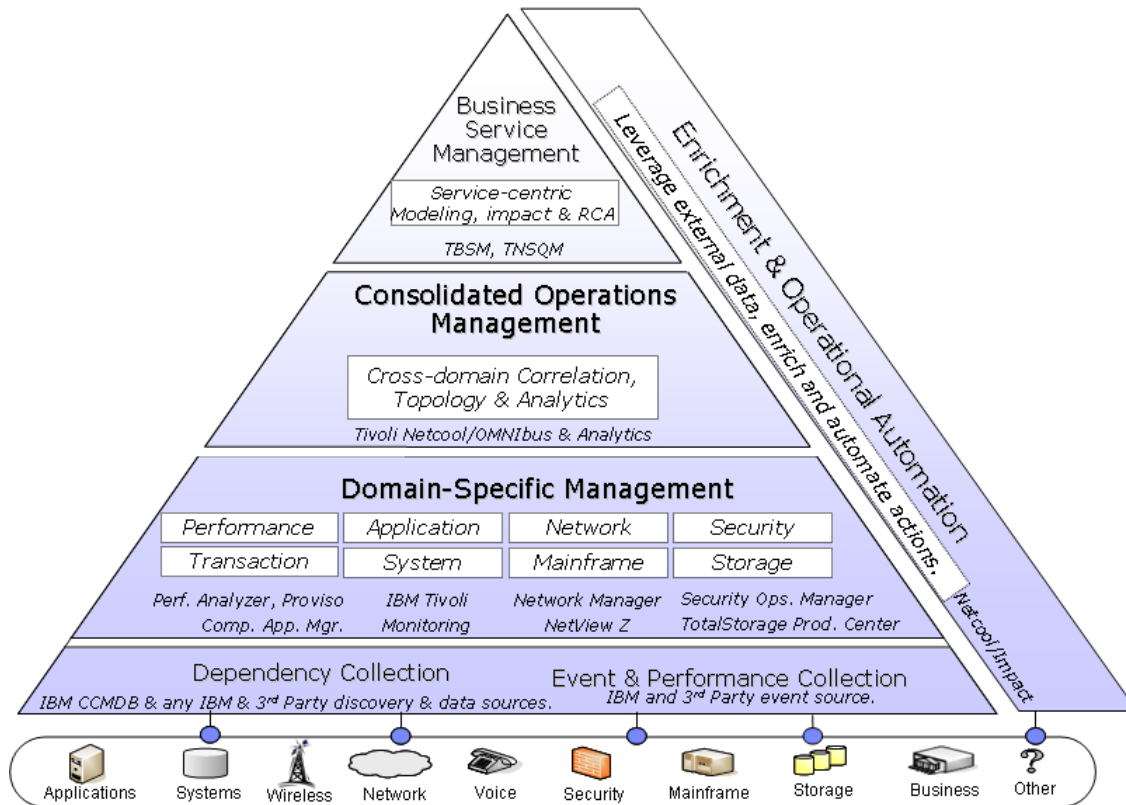 Business
Service
Management
Service-centric
Modeling, impact & RCA
TBSM, TNSQM
Consolidated Operations
Management
Cross-domain Correlation,
Topology & Analytics
Tivoli Netcool/OMNIbus & Analytics
Domain-Specific Management
Performance
Application
Network
Security
Transaction
System
Mainframe
Storage
Perf. Analyzer, Proviso
Comp. App. Mgr.
IBM Tivoli
Monitoring
Network Manager
NetView Z
Security Ops. Manager
TotalStorage Prod. Center
Dependency Collection
IBM CCMDB & any IBM & 3rd Party discovery & data sources.
Event & Performance Collection
IBM and 3rd Party event source.
Enrichment & Operational Automation
Leverage external data, enrich and automate actions,
Netcool/Impact
Applications
Systems
Wireless
Network
Voice
Security
Mainframe
Storage
Business
?
Other